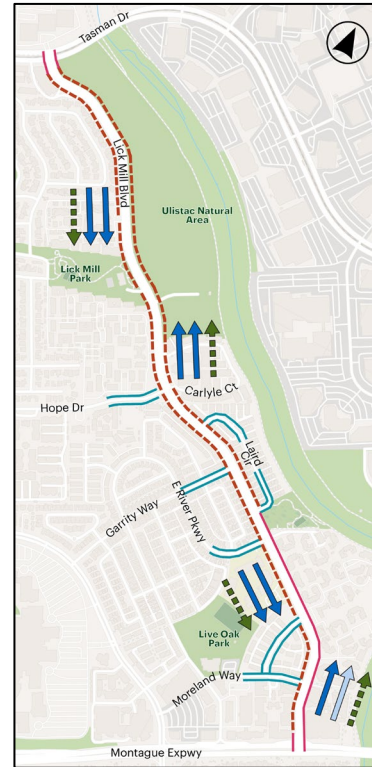 Tasman Dr
Lick Mill Blvd
Ulistac Natural
Area
Lick Mill
Park
Carlyle Ct
Hope Dr
Laird
Cir
Garrity Way
E River Pkwy
Live Oak
Park
Moreland Way
Montague Expwy